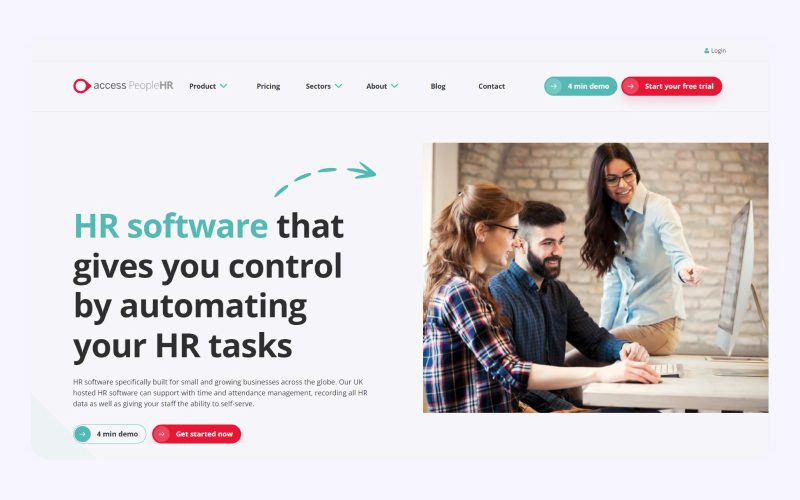 Login
access PeopleHR
Product
Pricing
Sectors
About
Blog
Contact
4 min demo
Start your free trial
HR software that
gives you control
by automating
your HR tasks
HR software specifically built for small and growing businesses across the globe. Our UK
hosted HR software can support with time and attendance management, recording all HR
data as well as giving your staff the ability to self-serve.
4 min demo
Get started now